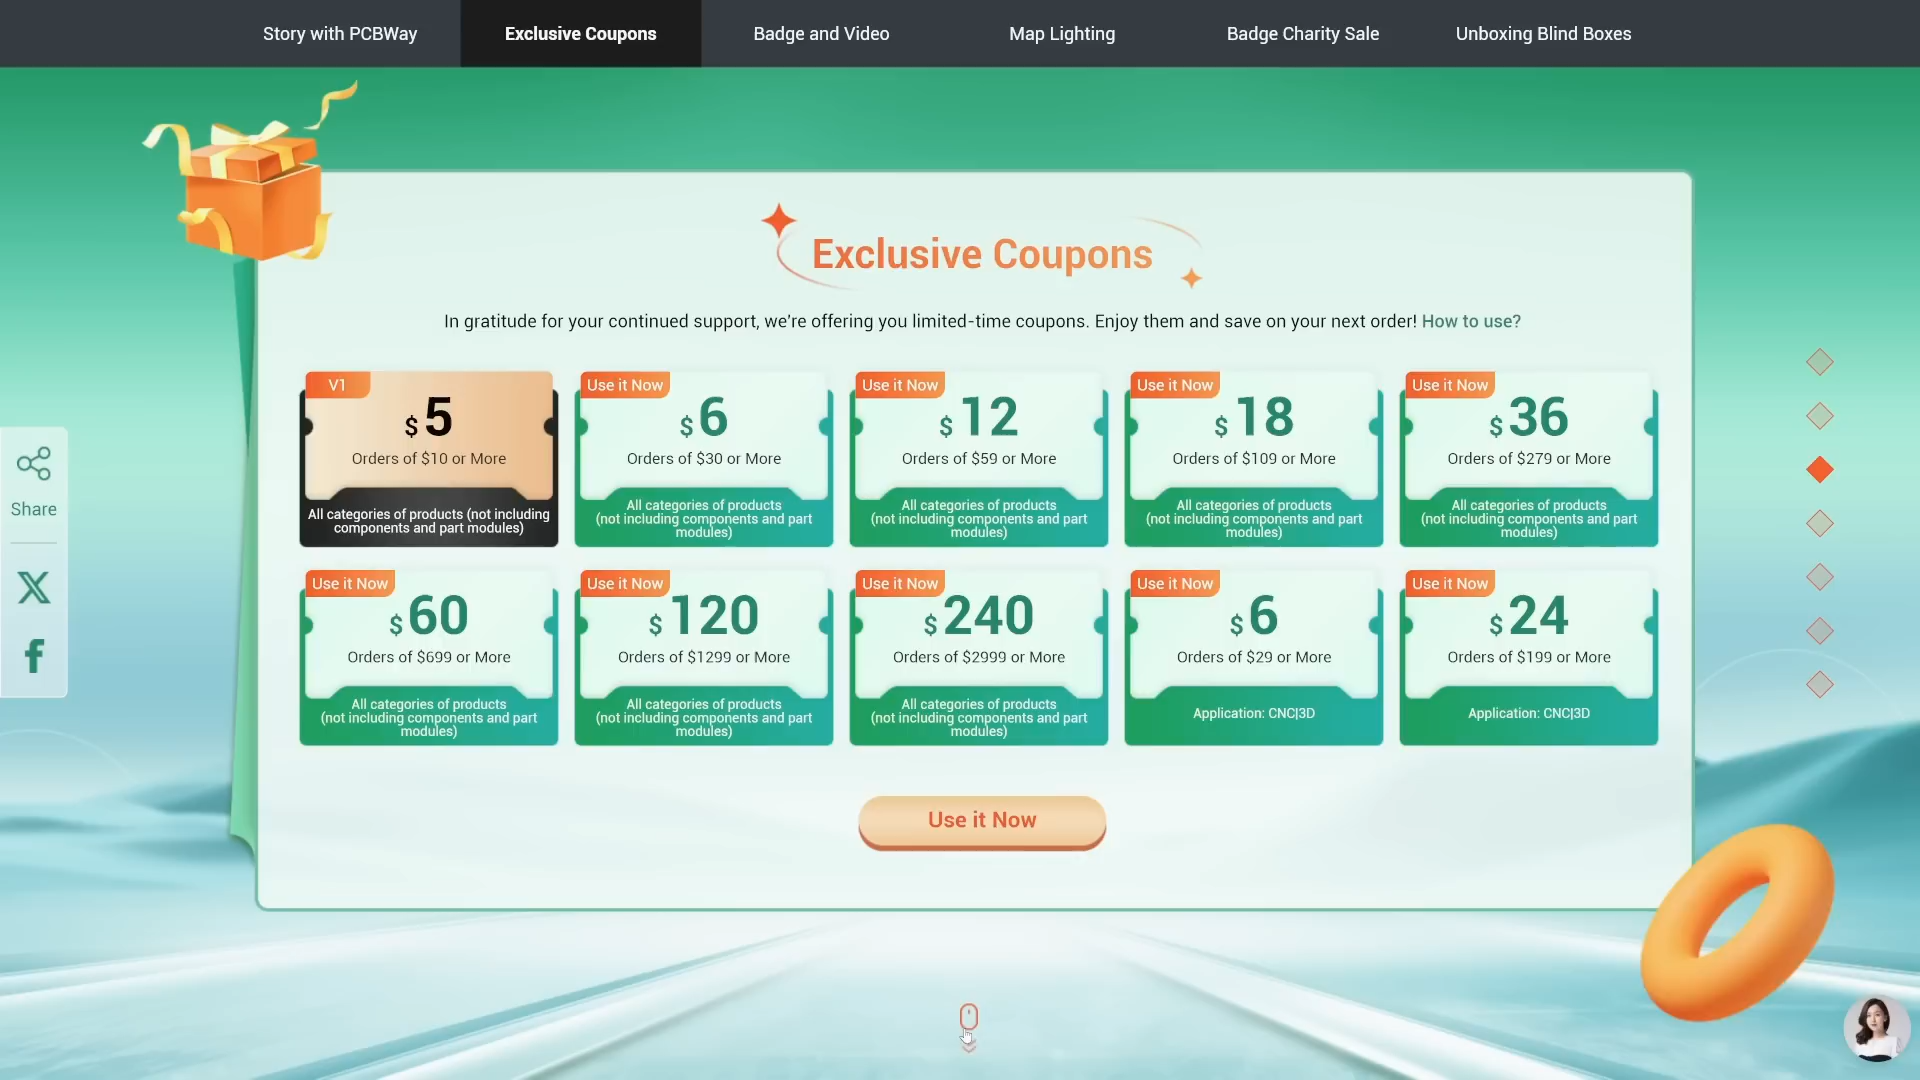 Story with PCBWay
Exclusive Coupons
Badge and Video
Map Lighting
Badge Charity Sale
Unboxing Blind Boxes
Exclusive Coupons
In gratitude for your continued support, we're offering you limited-time coupons. Enjoy them and save on your next order! How to use?
V1
$5
Orders of $10 or More
All categories of products (not including
components and part modules)
Use it Now
$6
Orders of $30 or More
All categories of products
(not including components and part
modules)
Use it Now
$12
Orders of $59 or More
All categories of products
(not including components and part
modules)
Use it Now
$18
Orders of $109 or More
All categories of products
(not including components and part
modules)
Use it Now
$36
Orders of $279 or More
All categories of products
(not including components and part
modules)
Use it Now
$60
Orders of $699 or More
All categories of products
(not including components and part
modules)
Use it Now
$120
Orders of $1299 or More
All categories of products
(not including components and part
modules)
Use it Now
$240
Orders of $2999 or More
All categories of products
(not including components and part
modules)
Use it Now
$6
Orders of $29 or More
Application: CNC|3D
Use it Now
$24
Orders of $199 or More
Application: CNC|3D
Use it Now
Share